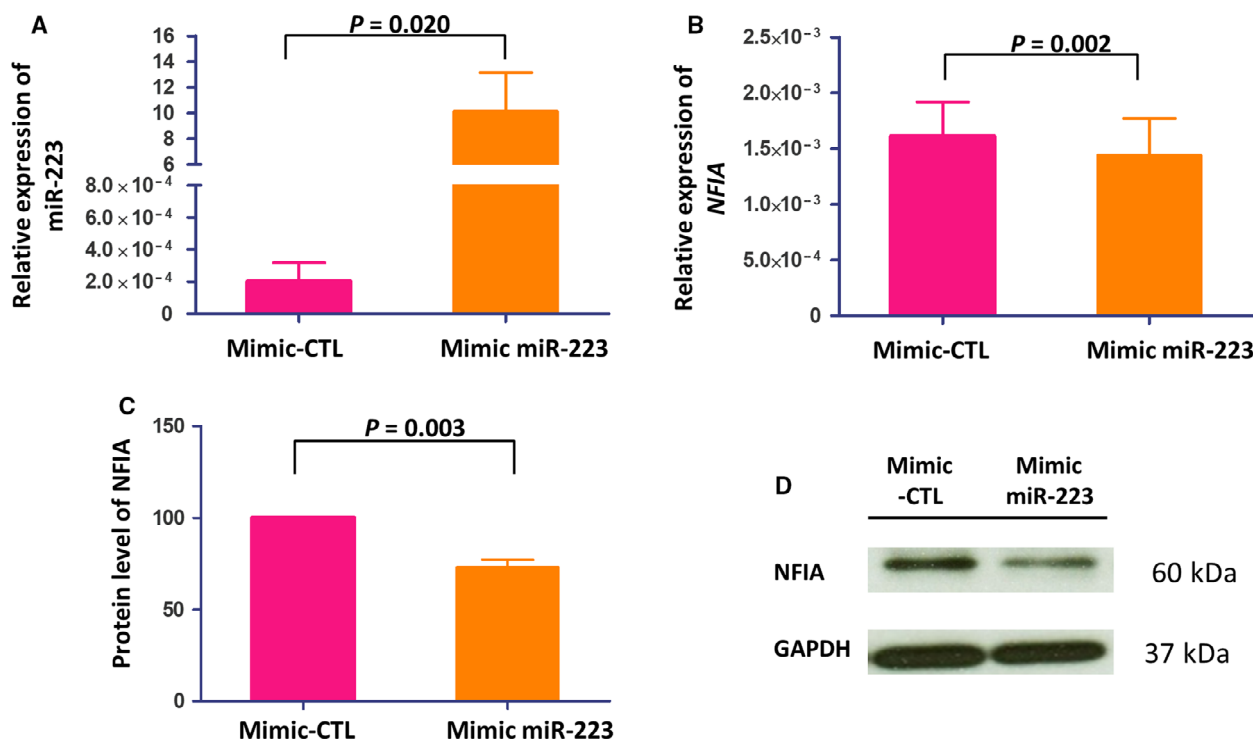 A
P = 0.020
Relative expression of
miR-223
16
14
12
10
8
6
8.0 × 10⁻⁴
6.0 × 10⁻⁴
4.0 × 10⁻⁴
2.0 × 10⁻⁴
0
Mimic-CTL Mimic miR-223
B
P = 0.002
Relative expression of
NFIA
2.5×10⁻³
2.0×10⁻³
1.5×10⁻³
1.0×10⁻³
5.0×10⁻⁴
0
Mimic-CTL Mimic miR-223
C
P = 0.003
Protein level of NFIA
150
100
50
0
Mimic-CTL Mimic miR-223
D
Mimic
-CTL
Mimic
miR-223
NFIA 60 kDa
GAPDH 37 kDa